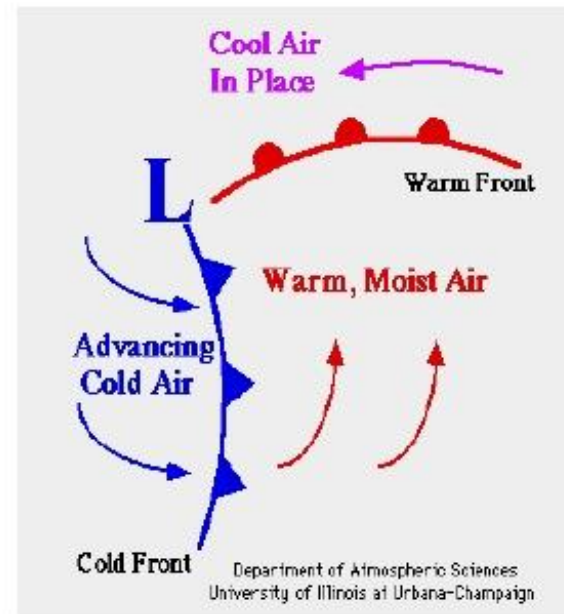 Cool Air
In Place
Warm Front
L
Warm, Moist Air
Advancing
Cold Air
Cold Front
Department of Atmospheric Sciences
University of Illinois at Urbana-Champaign